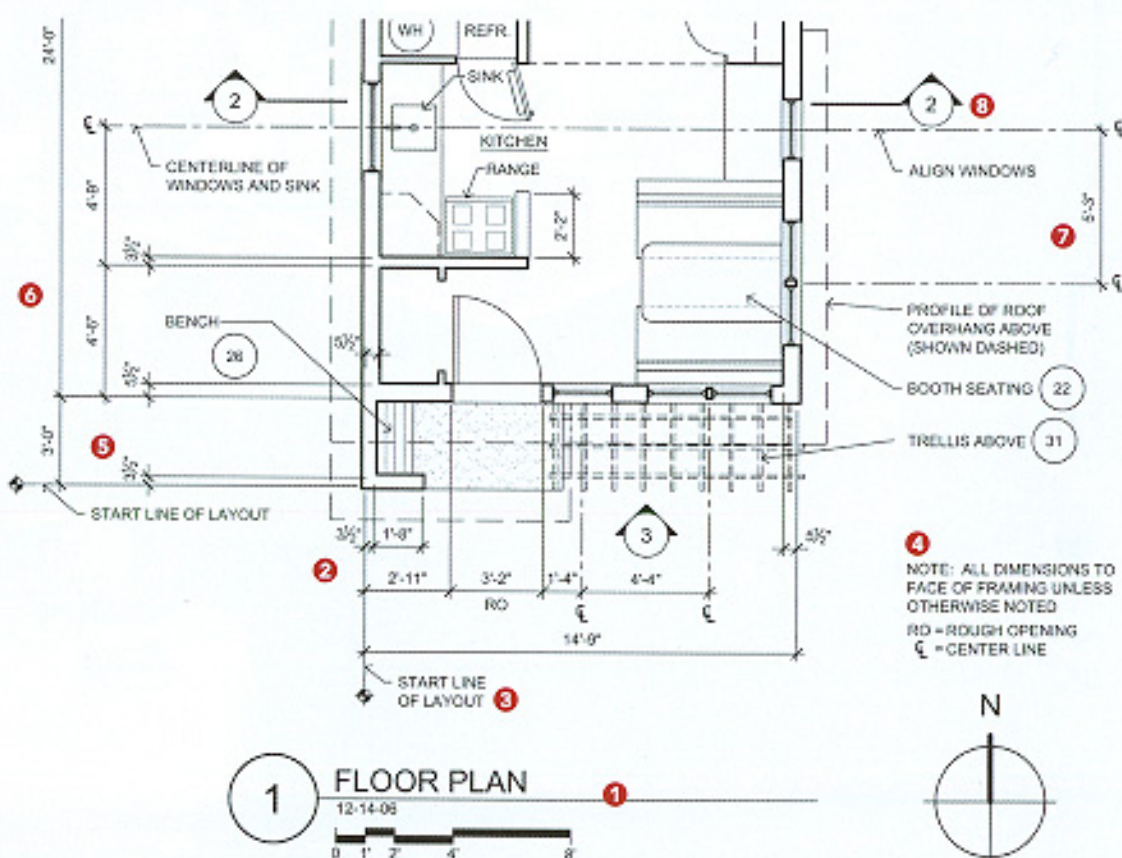 WH
REFR.
24'-0"
SINK
2
2
8
℄
℄
KITCHEN
CENTERLINE OF
WINDOWS AND SINK
RANGE
ALIGN WINDOWS
4'-9"
2'-2"
5'-3"
7
3½"
6
℄
BENCH
26
5½"
4'-6"
PROFILE OF ROOF
OVERHANG ABOVE
(SHOWN DASHED)
5½"
BOOTH SEATING 22
5
3'-0"
TRELLIS ABOVE 31
3½"
START LINE OF LAYOUT
3½"
1'-8"
3
5½"
2
4
2'-11"
3'-2"
1'-4"
4'-4"
RO
℄
℄
NOTE: ALL DIMENSIONS TO
FACE OF FRAMING UNLESS
OTHERWISE NOTED
RO = ROUGH OPENING
℄ = CENTER LINE
14'-9"
START LINE
OF LAYOUT 3
N
1
FLOOR PLAN
1
12-14-06
0 1' 2' 4' 8'